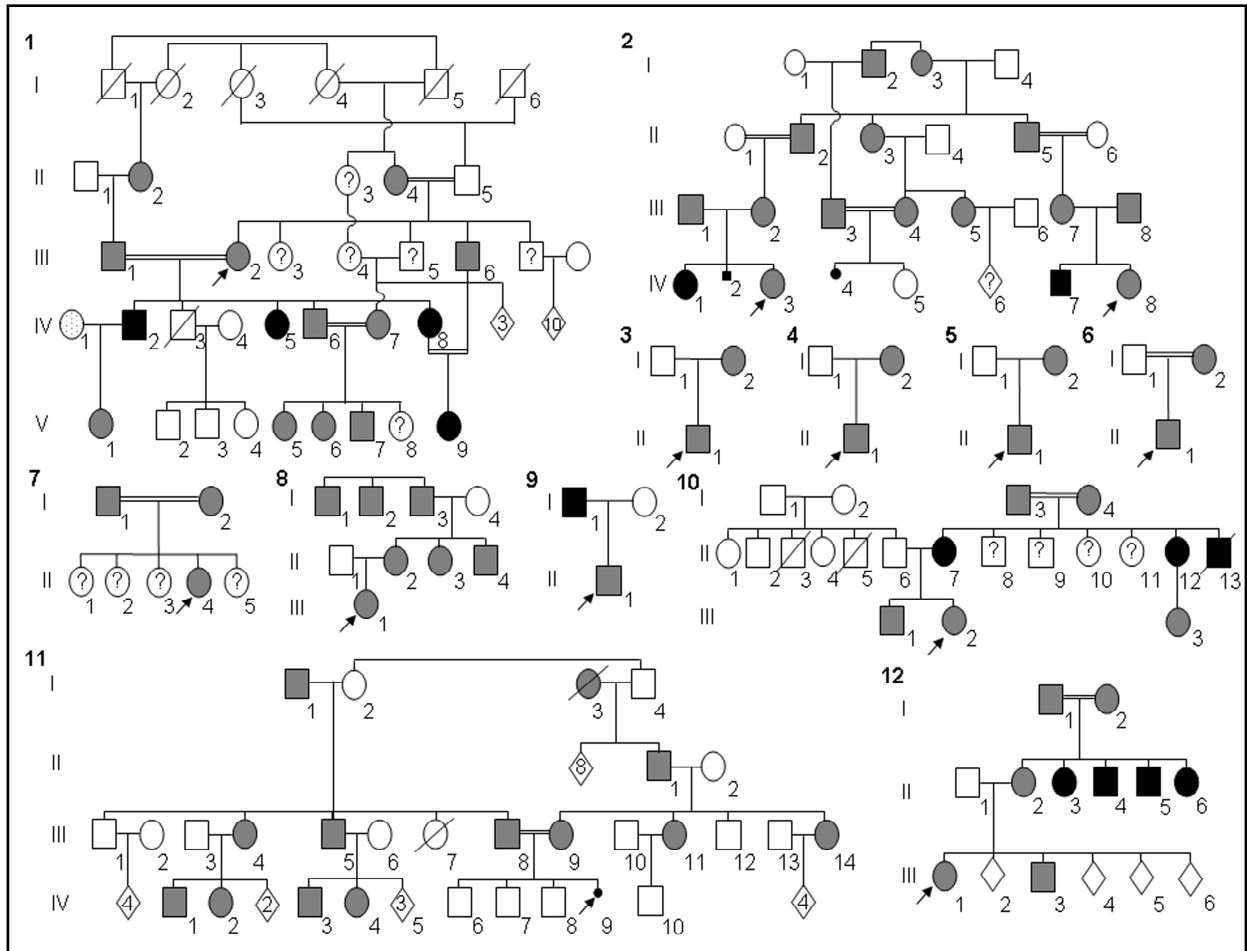 1
I
1 2 3 4 5 6
II
1 2 ? 3 4 5
III
1 2 ? 3 ? 4 ? 5 6 ?
IV
1 2 3 4 5 6 7 8 3 10
V
1 2 3 4 5 6 7 ? 8 9
2
I
1 2 3 4
II
1 2 3 4 5 6
III
1 2 3 4 5 6 7 8
IV
1 2 3 4 5 ? 6 7 8
3
I
1 2
II
1
4
I
1 2
II
1
5
I
1 2
II
1
6
I
1 2
II
1
7
I
1 2
II
? 1 ? 2 ? 3 4 ? 5
8
I
1 2 3 4
II
1 2 3 4
III
1
9
I
1 2
II
1
10
I
1 2 3 4
II
1 2 3 4 5 6 7 ? 8 ? 9 ? 10 ? 11 12 13
III
1 2 3
11
I
1 2 3 4
II
8 1 2
III
1 2 3 4 5 6 7 8 9 10 11 12 13 14
IV
4 1 2 2 3 4 3 5 6 7 8 9 10 4
12
I
1 2
II
1 2 3 4 5 6
III
1 2 3 4 5 6